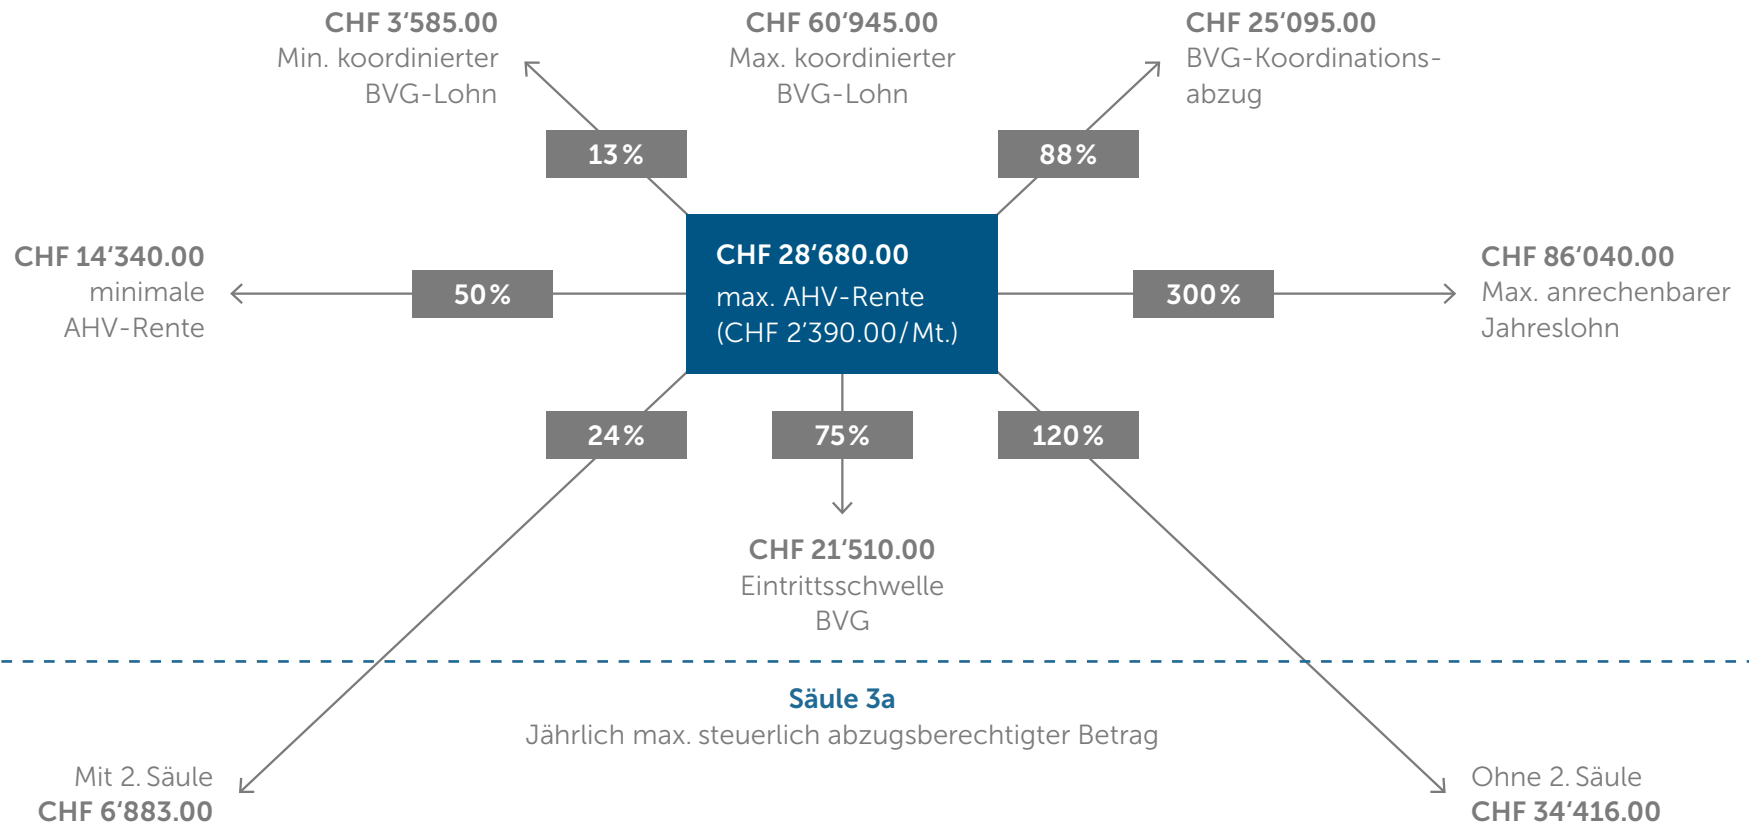 CHF 3‘585.00
Min. koordinierter
BVG-Lohn
CHF 60‘945.00
Max. koordinierter
BVG-Lohn
CHF 25‘095.00
BVG-Koordinations-
abzug
13%
88%
CHF 14‘340.00
minimale
AHV-Rente
50%
CHF 28‘680.00
max. AHV-Rente
(CHF 2’390.00/Mt.)
300%
CHF 86‘040.00
Max. anrechenbarer
Jahreslohn
24%
75%
120%
CHF 21‘510.00
Eintrittsschwelle
BVG
Säule 3a
Jährlich max. steuerlich abzugsberechtigter Betrag
Mit 2. Säule
CHF 6‘883.00
Ohne 2. Säule
CHF 34‘416.00